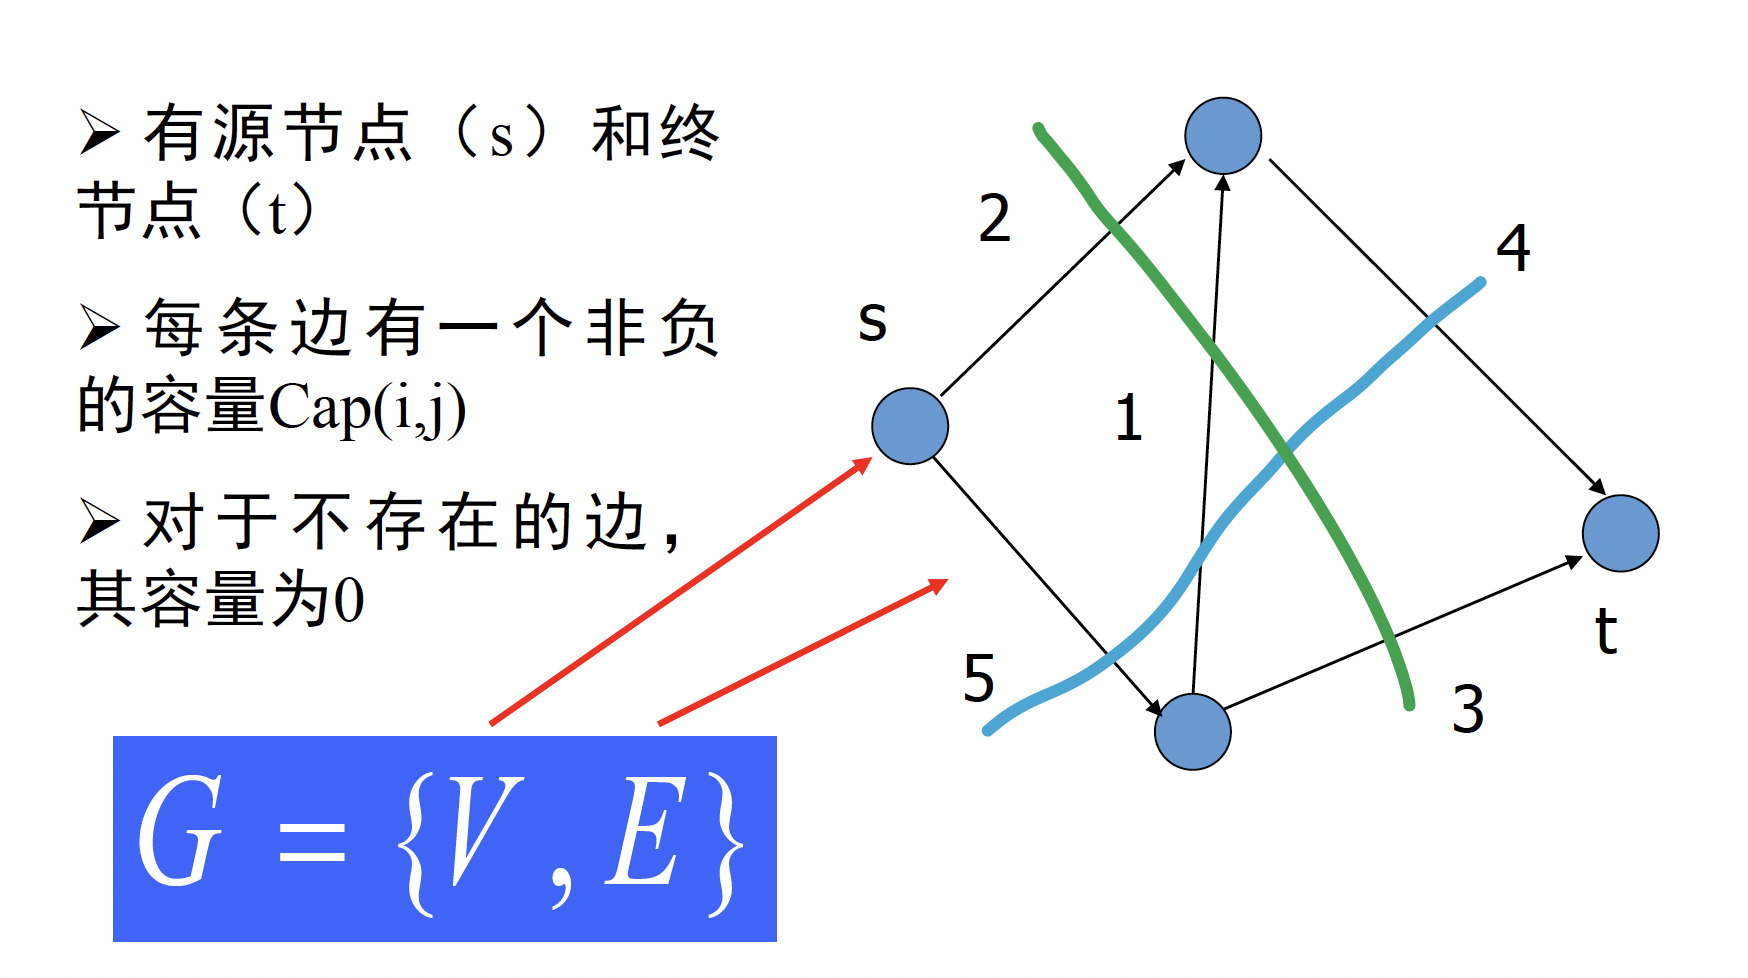 ➢ 有源节点（s）和终
节点（t）
➢ 每条边有一个非负
的容量Cap(i,j)
➢ 对于不存在的边，
其容量为0
G = {V , E}
2
4
s
1
t
5
3